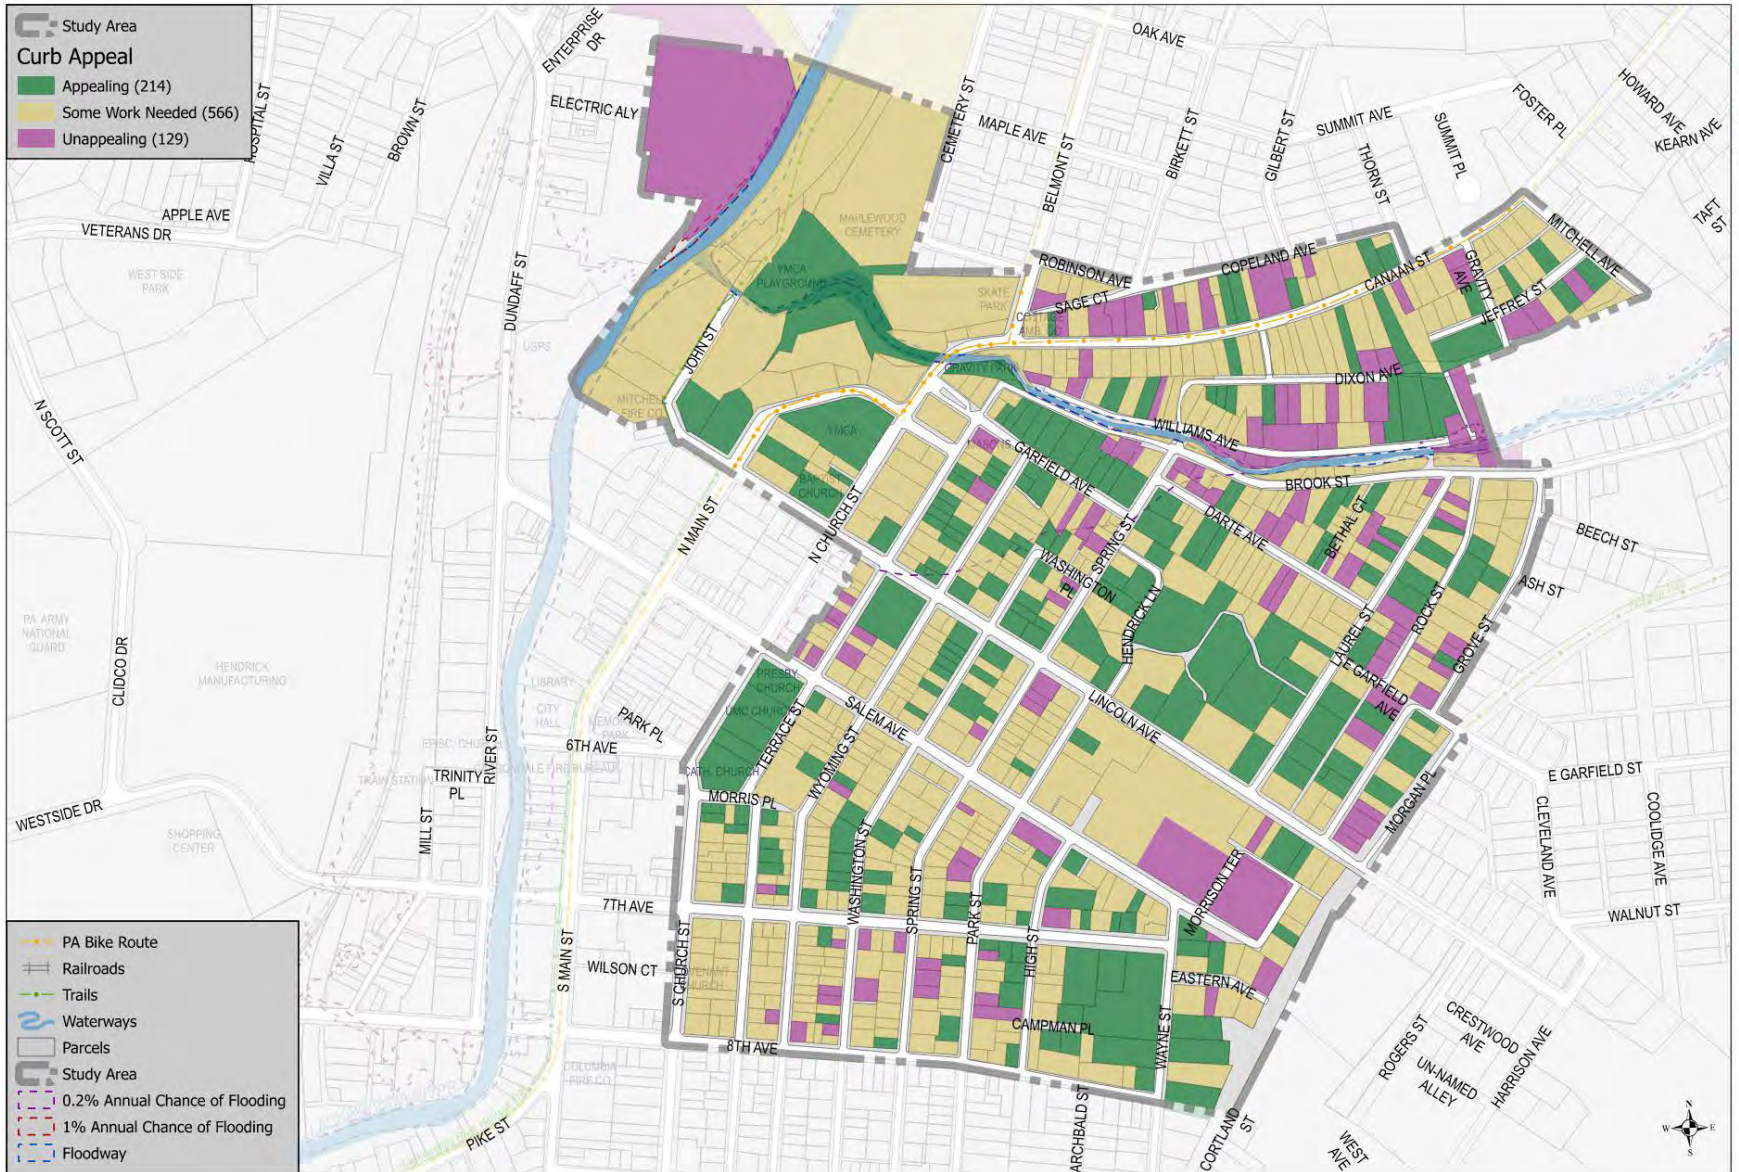 Study Area
Curb Appeal
Appealing (214)
Some Work Needed (566)
Unappealing (129)
ENTERPRISE
DR
OAK AVE
HOWARD AVE
FOSTER PL
KEARN AVE
ELECTRIC ALY
CEMETERY ST
MAPLE AVE
BIRKETT ST
GILBERT ST
SUMMIT AVE
SUMMIT PL
THORN ST
HOSPITAL ST
BROWN ST
VILLA ST
BELMONT ST
APPLE AVE
VETERANS DR
TAFT
ST
MAPLEWOOD
CEMETERY
MITCHELL AVE
WEST SIDE
PARK
DUNDAFF ST
YMCA
PLAYGROUND
ROBINSON AVE
COPELAND AVE
CANAAN ST
GRAVITY
AVE
SKATE
PARK
SAGE CT
COTTAGE
AMB. CO
JEFFREY ST
USPS
JOHN ST
GRAVITY PARK
DIXON AVE
MITCHELL
FIRE CO
N SCOTT ST
YMCA
MASONS
WILLIAMS AVE
GARFIELD AVE
BAPTIST
CHURCH
BROOK ST
N MAIN ST
N CHURCH ST
SPRING ST
DARTE AVE
BETHAL CT
BEECH ST
WASHINGTON
PL
ASH ST
HENDRICK LN
ROCK ST
LAUREL ST
GROVE ST
PA ARMY
NATIONAL
GUARD
CLIDCO DR
HENDRICK
MANUFACTURING
LIBRARY
PRESBY
CHURCH
E GARFIELD
AVE
CITY
HALL
PARK PL
MEMORIAL
PARK
UMC CHURCH
TERRACE ST
SALEM AVE
LINCOLN AVE
WYOMING ST
RIVER ST
6TH AVE
EPISC. CHURCH
CATH. CHURCH
TRAIN STATION
TRINITY
PL
MORRIS PL
E GARFIELD ST
WESTSIDE DR
MILL ST
SHOPPING
CENTER
WASHINGTON ST
MORGAN PL
CLEVELAND AVE
COOLIDGE AVE
SPRING ST
PARK ST
MORRISON TER
7TH AVE
WALNUT ST
PA Bike Route
Railroads
Trails
Waterways
Parcels
Study Area
0.2% Annual Chance of Flooding
1% Annual Chance of Flooding
Floodway
S MAIN ST
WILSON CT
S CHURCH ST
HIGH ST
EASTERN AVE
CAMPMAN PL
WAYNE ST
8TH AVE
CRESTWOOD
AVE
ROGERS ST
HARRISON AVE
UN-NAMED
ALLEY
COLUMBIA
FIRE CO
PIKE ST
ARCHBALD ST
CORTLAND
ST
WEST
AVE
N
W E
S